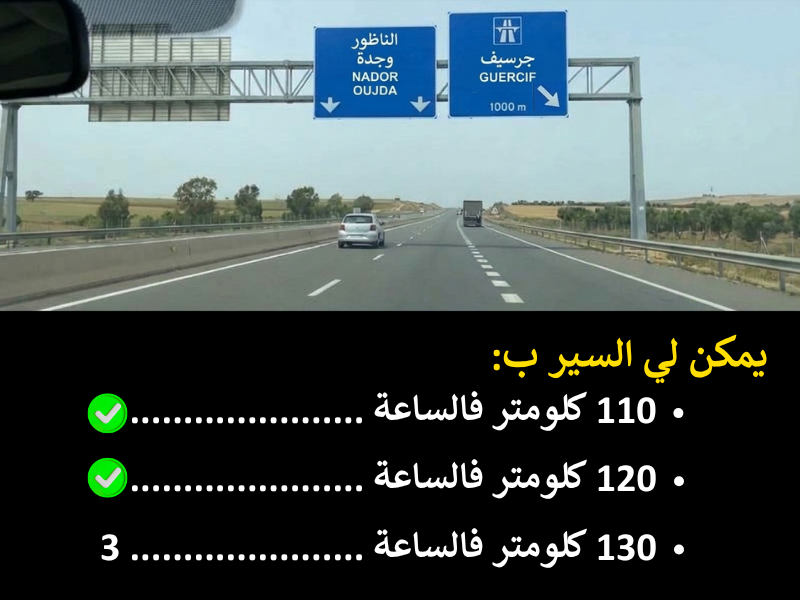 الناظور
وجدة
NADOR
OUJDA
جرسيف
GUERCIF
1000 m
يمكن لي السير ب:
• 110 كلومتر فالساعة ......................
• 120 كلومتر فالساعة ......................
• 130 كلومتر فالساعة ...................... 3